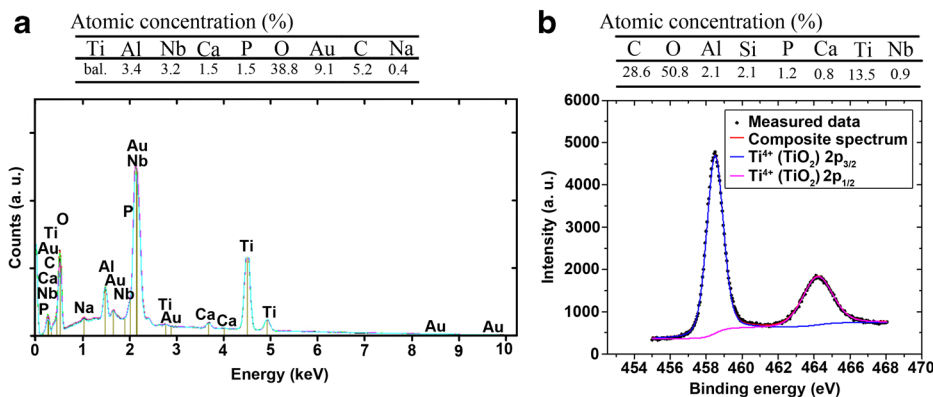 a
Atomic concentration (%)
Ti Al Nb Ca P O Au C Na
bal. 3.4 3.2 1.5 1.5 38.8 9.1 5.2 0.4
Counts (a. u.)
Ti
O
Au
C
Ca
Nb
P
Na
Al
Au
Nb
P
Au
Nb
Ti
Au
Ca
Ca
Ti
Ti
Au
Au
0 1 2 3 4 5 6 7 8 9 10
Energy (keV)
b
Atomic concentration (%)
C O Al Si P Ca Ti Nb
28.6 50.8 2.1 2.1 1.2 0.8 13.5 0.9
6000
5000
4000
3000
2000
1000
0
Intensity (a. u.)
Measured data
Composite spectrum
Ti⁴⁺ (TiO₂) 2p₃/₂
Ti⁴⁺ (TiO₂) 2p₁/₂
454 456 458 460 462 464 466 468 470
Binding energy (eV)